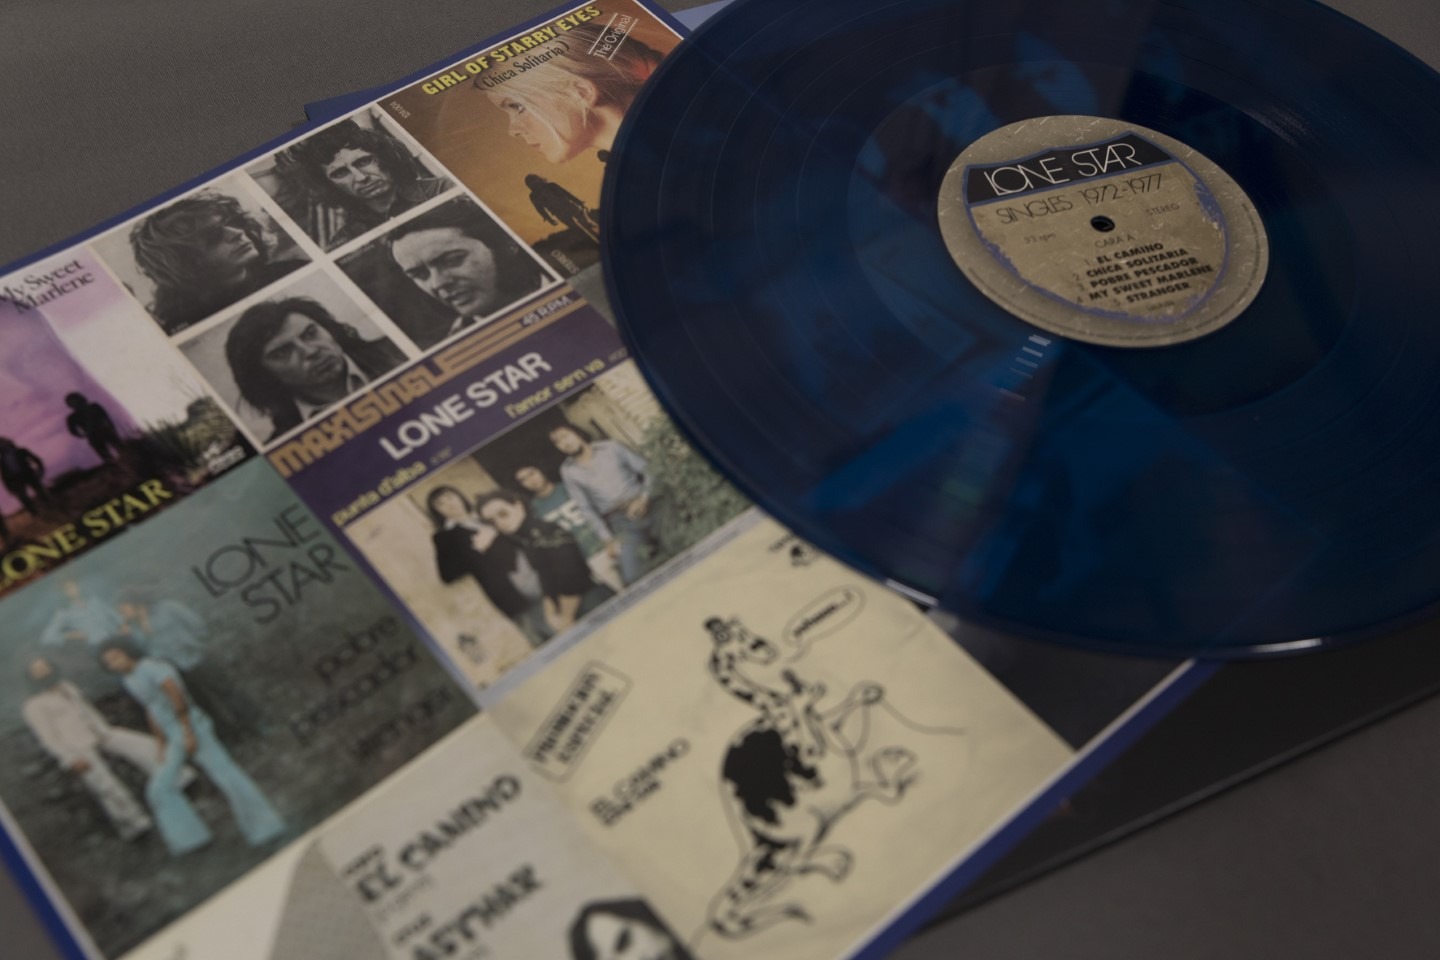 GIRL OF STARRY EYES
(Chica Solitaria)
The Original
My Sweet
Marlene
LONE STAR
45 R.P.M.
MAXISINGLE
LONE STAR
punta d'alba
l'amor se'n va
LONE
STAR
pobre
pescador
EL CAMINO
EL CAMINO
LONE STAR
SINGLES 1972-1977
STEREO
33 rpm
CARA A
1. EL CAMINO
2. CHICA SOLITARIA
3. POBRE PESCADOR
4. MY SWEET MARLENE
5. STRANGER